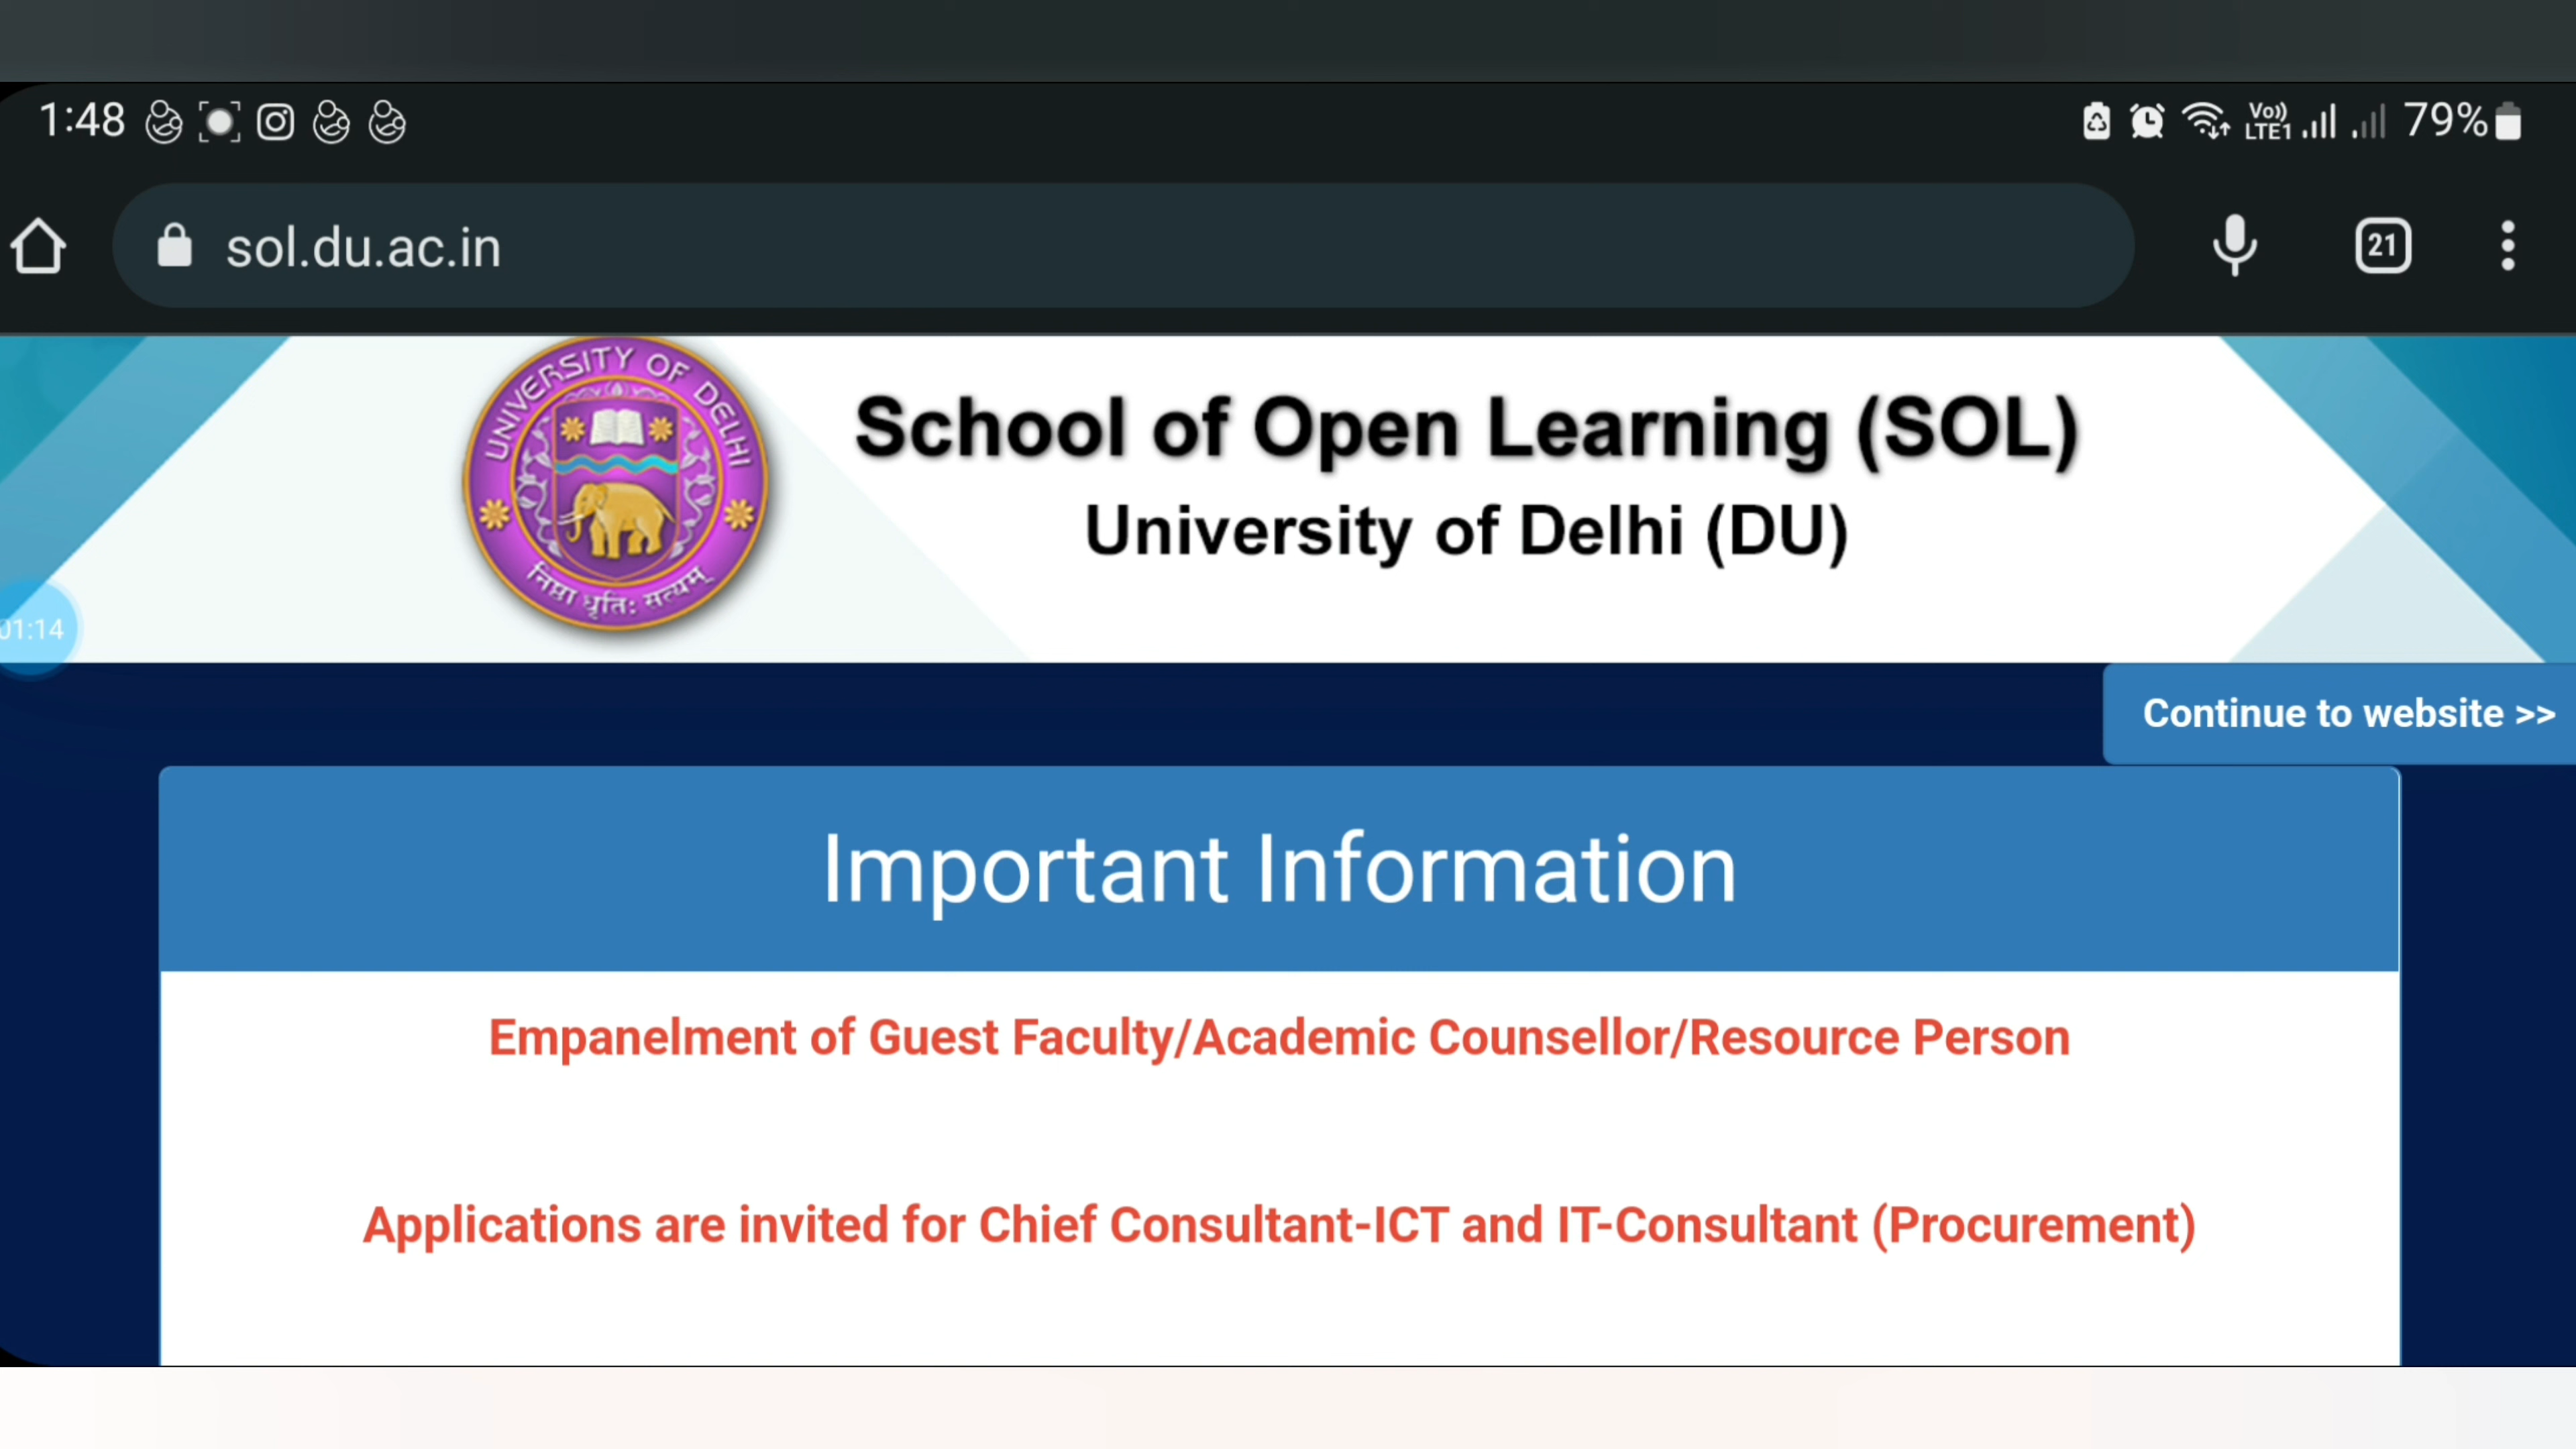 1:48
Vo))
LTE1
79%
sol.du.ac.in
21
UNIVERSITY OF DELHI
निष्ठा धृतिः सत्यम्
School of Open Learning (SOL)
University of Delhi (DU)
01:14
Continue to website >>
Important Information
Empanelment of Guest Faculty/Academic Counsellor/Resource Person
Applications are invited for Chief Consultant-ICT and IT-Consultant (Procurement)